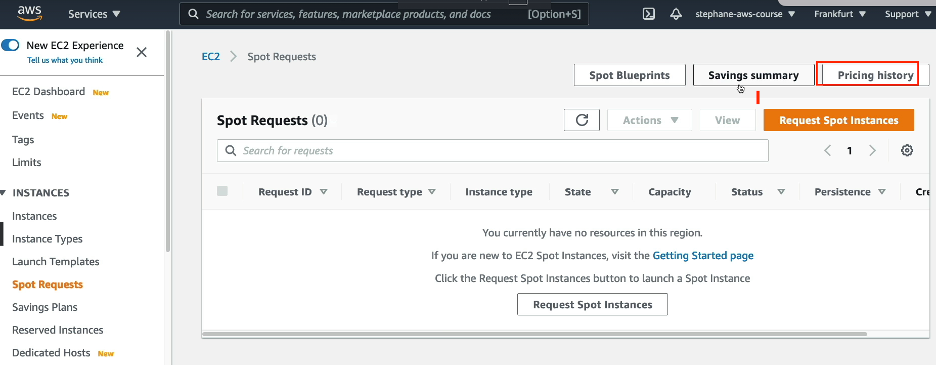 aws Services ▼ Search for services, features, marketplace products, and docs [Option+S] stephane-aws-course ▼ Frankfurt ▼ Support ▼
New EC2 Experience
Tell us what you think
EC2 Dashboard New
Events New
Tags
Limits
INSTANCES
Instances
Instance Types
Launch Templates
Spot Requests
Savings Plans
Reserved Instances
Dedicated Hosts New
EC2 > Spot Requests
Spot Blueprints Savings summary Pricing history
Spot Requests (0) Actions ▼ View Request Spot Instances
Search for requests < 1 >
Request ID Request type Instance type State Capacity Status Persistence Cre
You currently have no resources in this region.
If you are new to EC2 Spot Instances, visit the Getting Started page
Click the Request Spot Instances button to launch a Spot Instance
Request Spot Instances